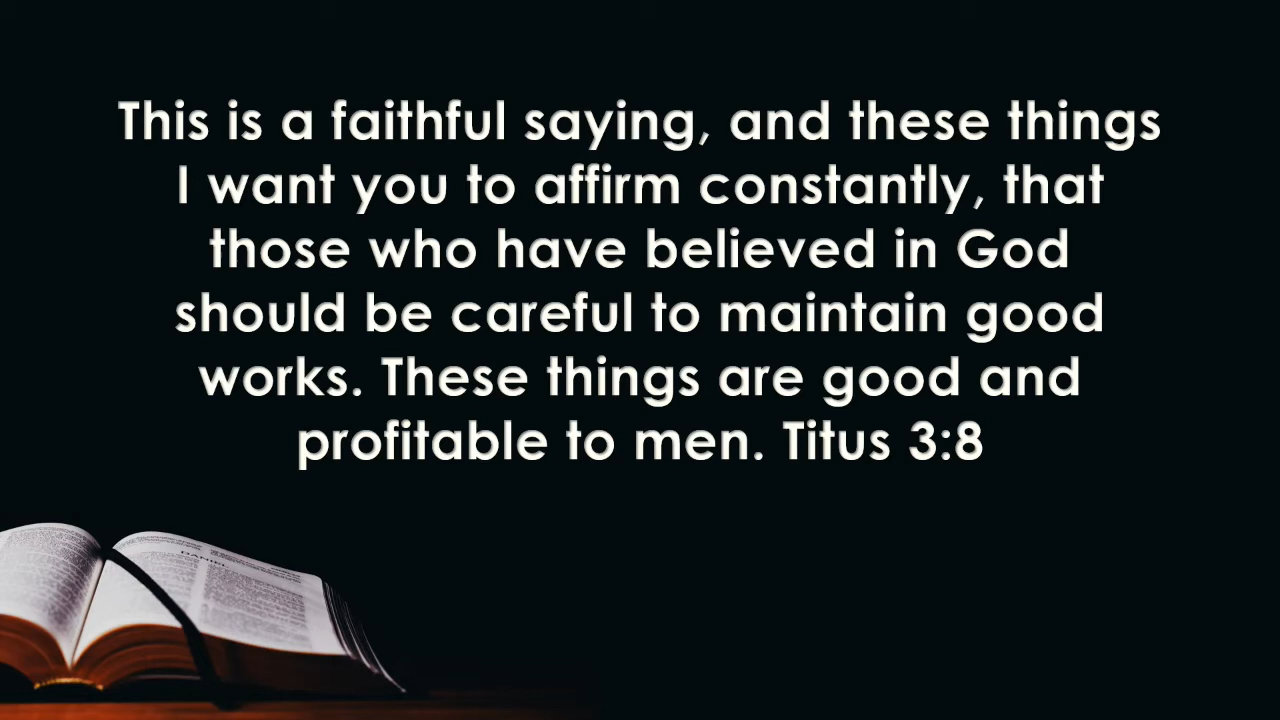 This is a faithful saying, and these things
I want you to affirm constantly, that
those who have believed in God
should be careful to maintain good
works. These things are good and
profitable to men. Titus 3:8
DANIEL